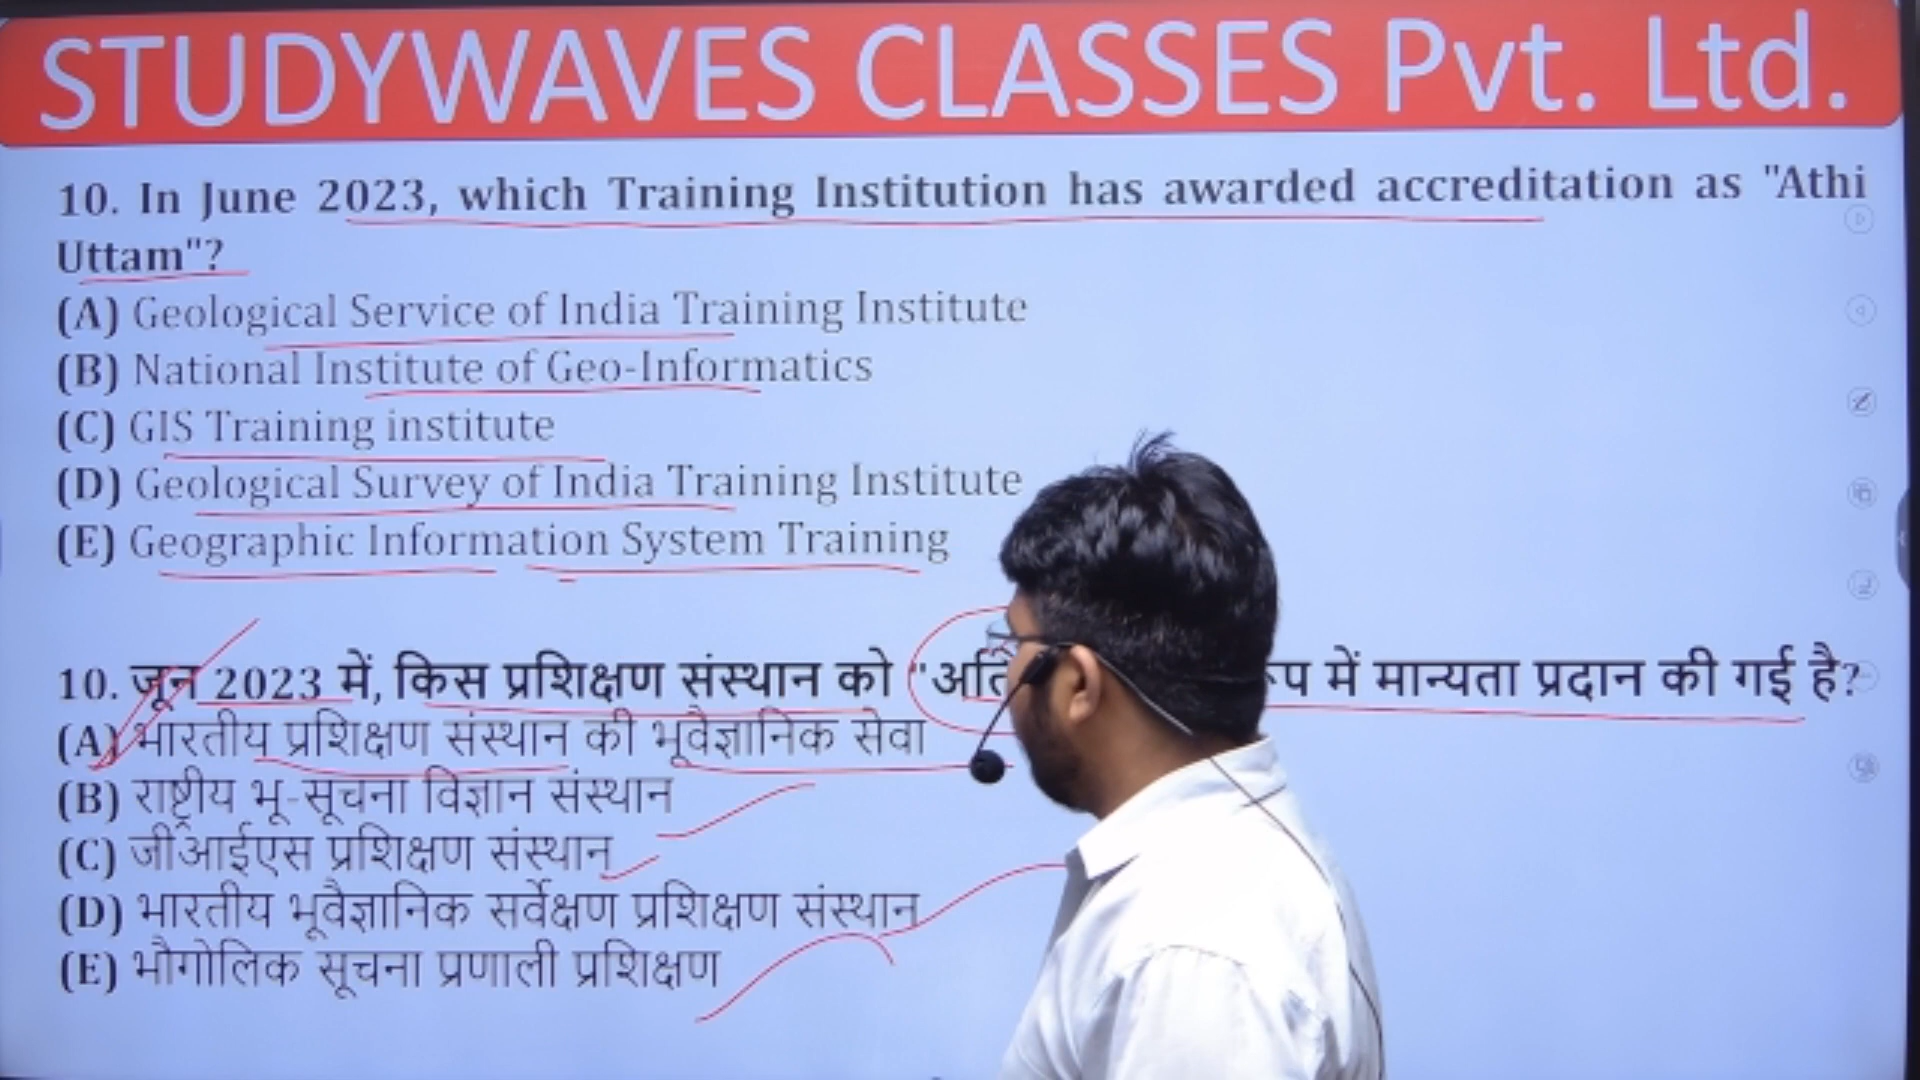 STUDYWAVES CLASSES Pvt. Ltd.
10. In June 2023, which Training Institution has awarded accreditation as "Athi
Uttam"?
(A) Geological Service of India Training Institute
(B) National Institute of Geo-Informatics
(C) GIS Training institute
(D) Geological Survey of India Training Institute
(E) Geographic Information System Training
10. जून 2023 में, किस प्रशिक्षण संस्थान को " में मान्यता प्रदान की गई है?
(A) भारतीय प्रशिक्षण संस्थान की भूवैज्ञानिक सेवा
(B) राष्ट्रीय भू-सूचना विज्ञान संस्थान
(C) जीआईएस प्रशिक्षण संस्थान
(D) भारतीय भूवैज्ञानिक सर्वेक्षण प्रशिक्षण संस्थान
(E) भौगोलिक सूचना प्रणाली प्रशिक्षण